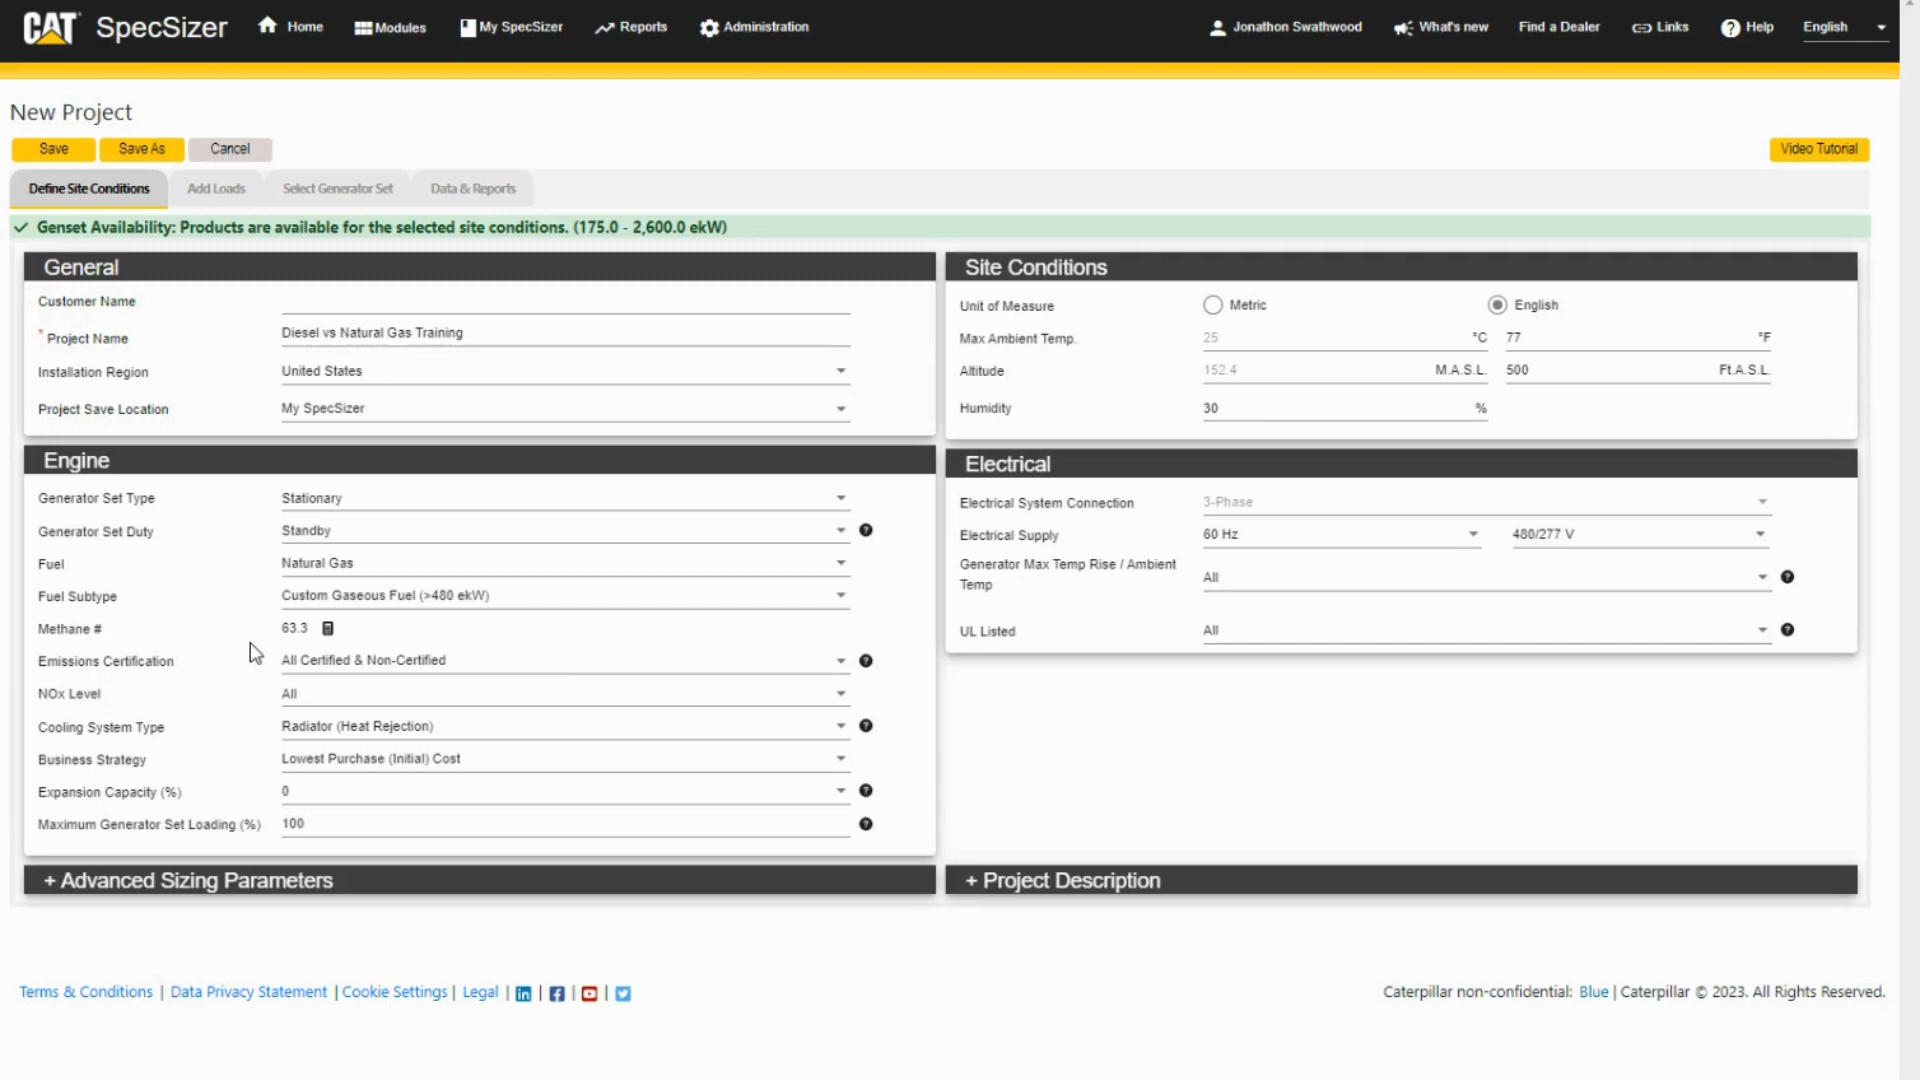 CAT SpecSizer Home Modules My SpecSizer Reports Administration Jonathon Swathwood What's new Find a Dealer Links Help English
New Project
Save Save As Cancel Video Tutorial
Define Site Conditions Add Loads Select Generator Set Data & Reports
Genset Availability: Products are available for the selected site conditions. (175.0 - 2,600.0 ekW)
General
Customer Name
* Project Name Diesel vs Natural Gas Training
Installation Region United States
Project Save Location My SpecSizer
Site Conditions
Unit of Measure Metric English
Max Ambient Temp. 25 °C 77 °F
Altitude 152.4 M.A.S.L. 500 Ft.A.S.L.
Humidity 30 %
Engine
Generator Set Type Stationary
Generator Set Duty Standby
Fuel Natural Gas
Fuel Subtype Custom Gaseous Fuel (>480 ekW)
Methane # 63.3
Emissions Certification All Certified & Non-Certified
NOx Level All
Cooling System Type Radiator (Heat Rejection)
Business Strategy Lowest Purchase (Initial) Cost
Expansion Capacity (%) 0
Maximum Generator Set Loading (%) 100
Electrical
Electrical System Connection 3-Phase
Electrical Supply 60 Hz 480/277 V
Generator Max Temp Rise / Ambient
Temp All
UL Listed All
+ Advanced Sizing Parameters
+ Project Description
Terms & Conditions | Data Privacy Statement | Cookie Settings | Legal | in | f | |
Caterpillar non-confidential: Blue | Caterpillar © 2023. All Rights Reserved.